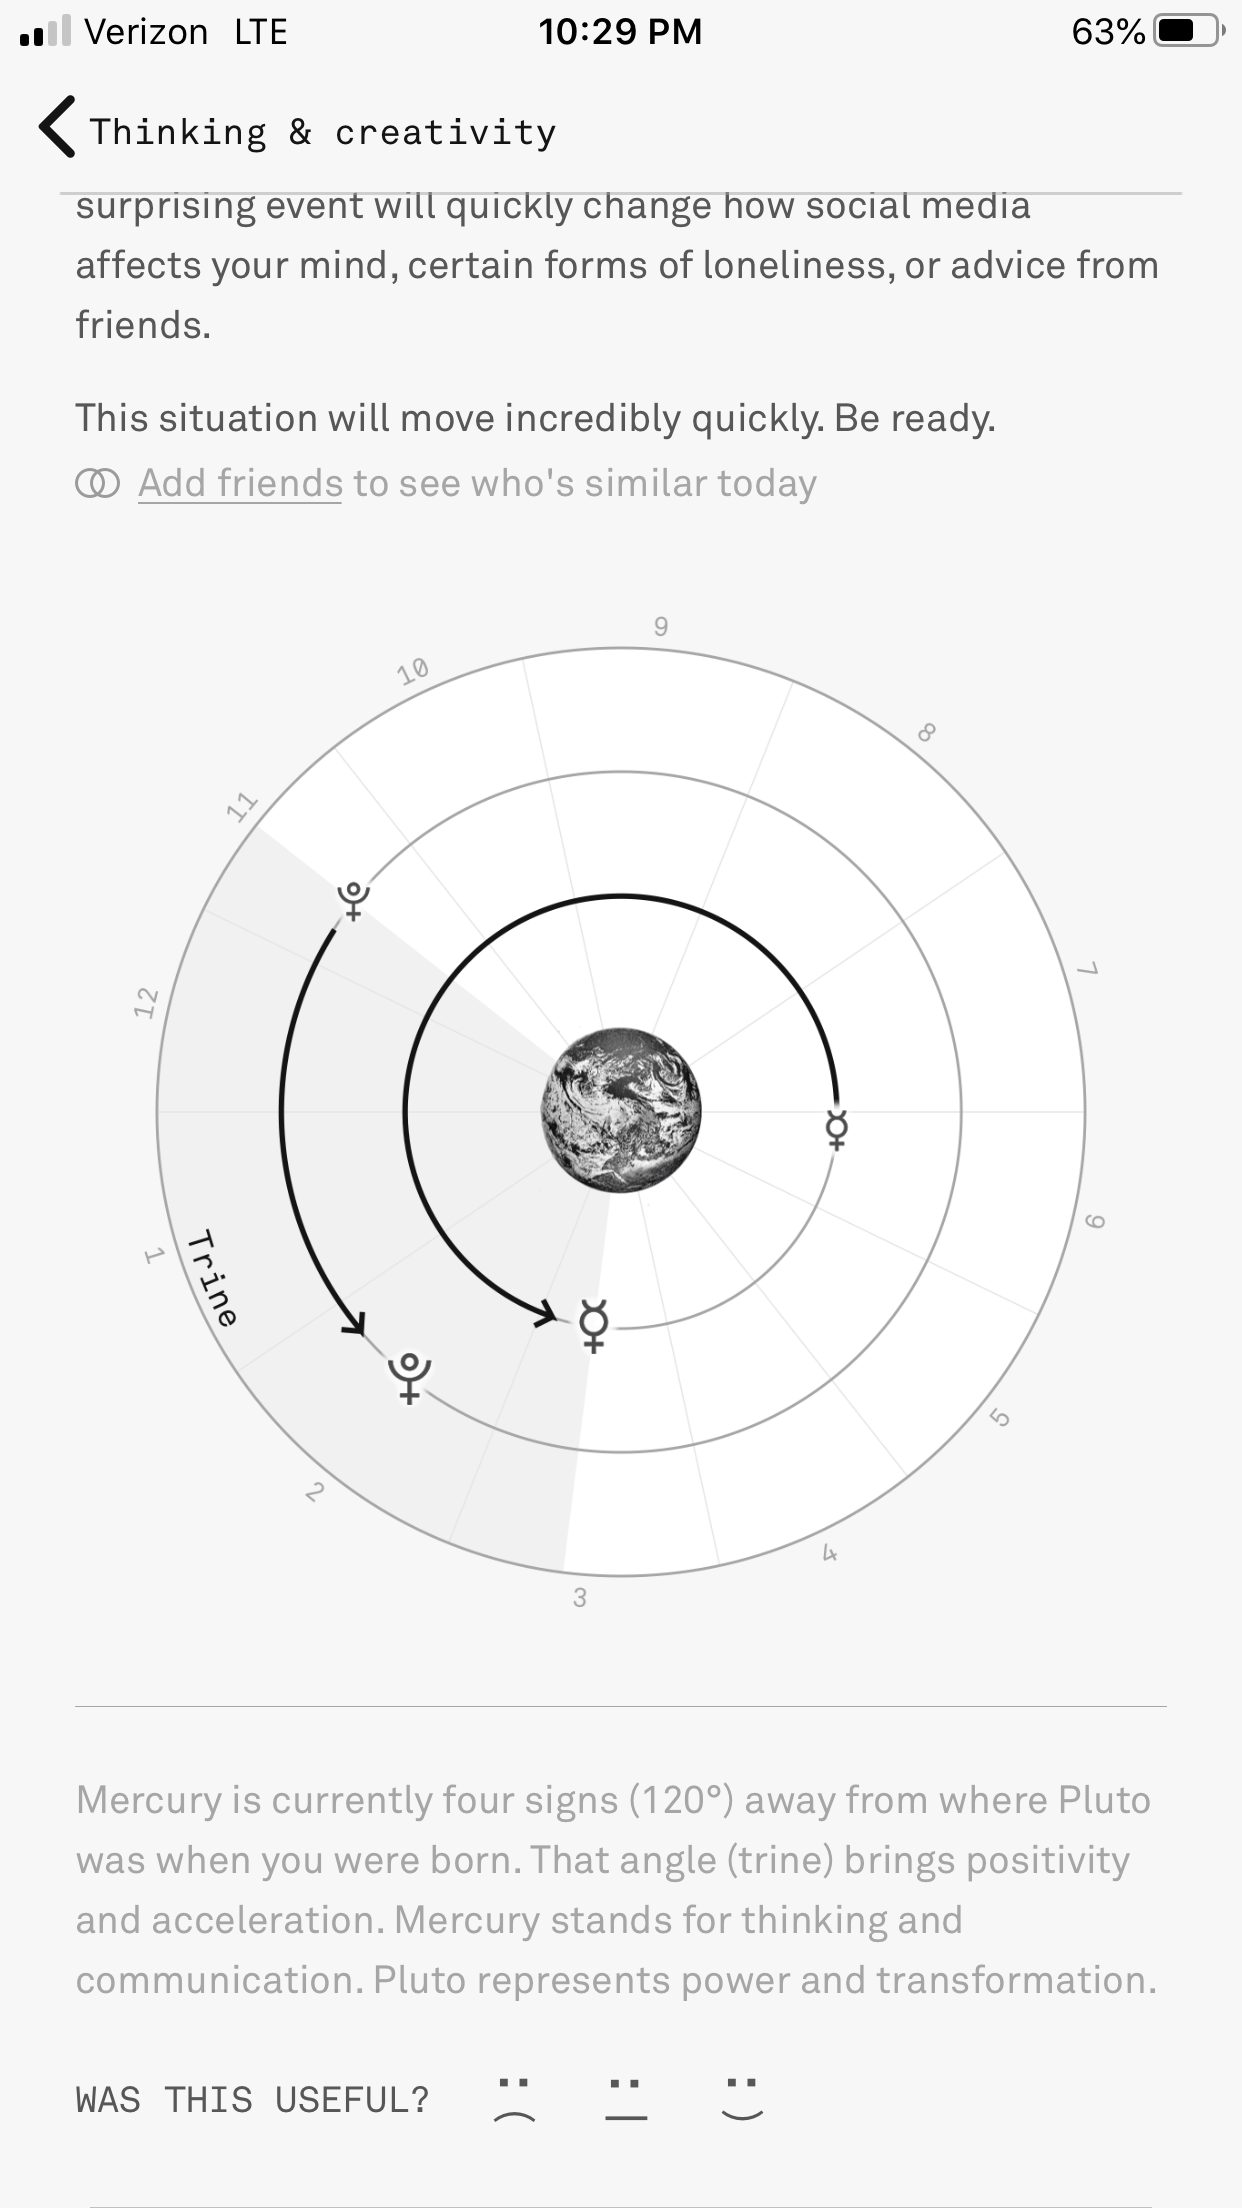 Verizon LTE 10:29 PM 63%
Thinking & creativity
surprising event will quickly change how social media
affects your mind, certain forms of loneliness, or advice from
friends.
This situation will move incredibly quickly. Be ready.
Add friends to see who's similar today
9
10
8
11
7
12
1
Trine
6
5
2
4
3
Mercury is currently four signs (120°) away from where Pluto
was when you were born. That angle (trine) brings positivity
and acceleration. Mercury stands for thinking and
communication. Pluto represents power and transformation.
WAS THIS USEFUL?